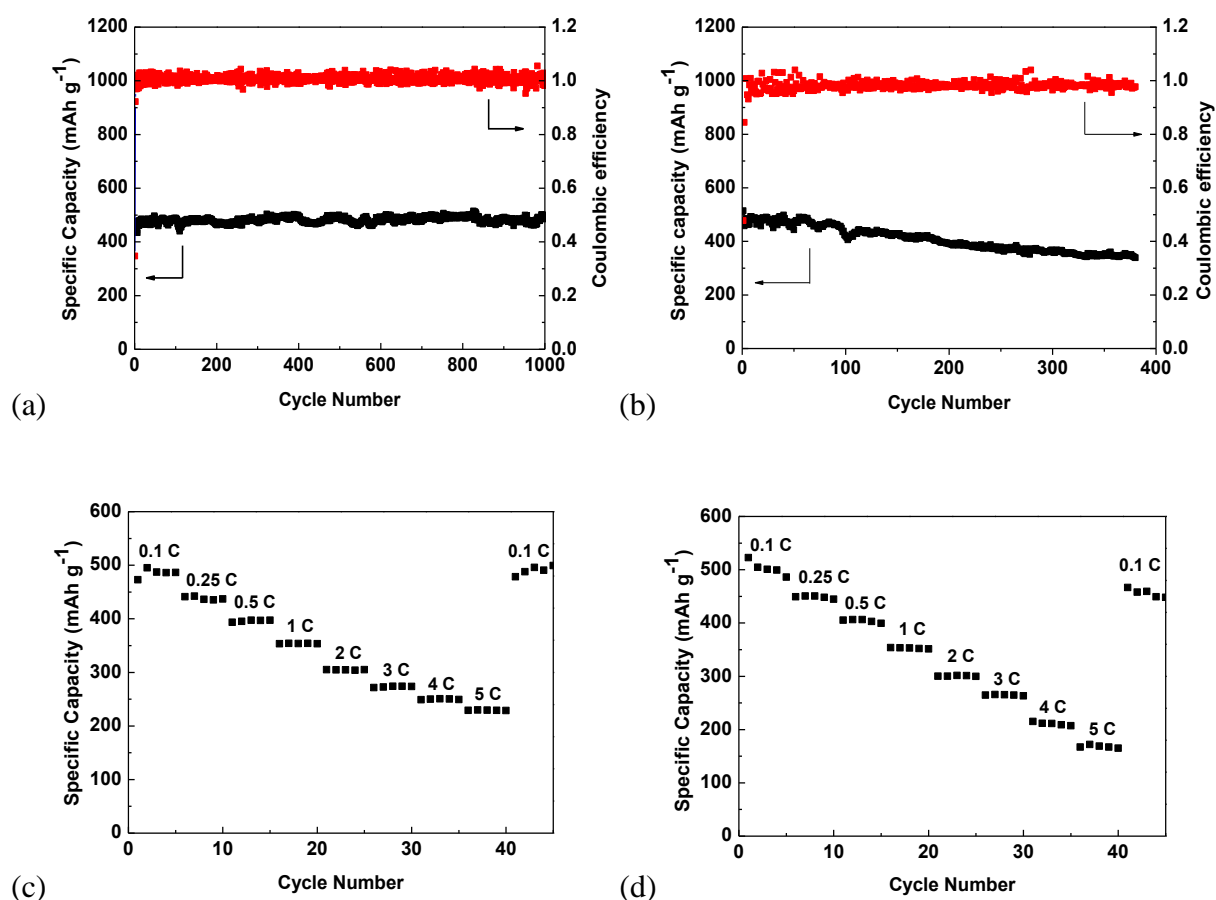 1200
1000
800
600
400
200
0
Specific Capacity (mAh g⁻¹)
1.2
1.0
0.8
0.6
0.4
0.2
0.0
Coulombic efficiency
0 200 400 600 800 1000
Cycle Number
(a)
1200
1000
800
600
400
200
0
Specific capacity (mAh g⁻¹)
1.2
1.0
0.8
0.6
0.4
0.2
0.0
Coulombic efficiency
0 100 200 300 400
Cycle Number
(b)
600
500
400
300
200
100
0
Specific Capacity (mAh g⁻¹)
0.1 C
0.25 C
0.5 C
1 C
2 C
3 C
4 C
5 C
0.1 C
0 10 20 30 40
Cycle Number
(c)
600
500
400
300
200
100
0
Specific Capacity (mAh g⁻¹)
0.1 C
0.25 C
0.5 C
1 C
2 C
3 C
4 C
5 C
0.1 C
0 10 20 30 40
Cycle Number
(d)